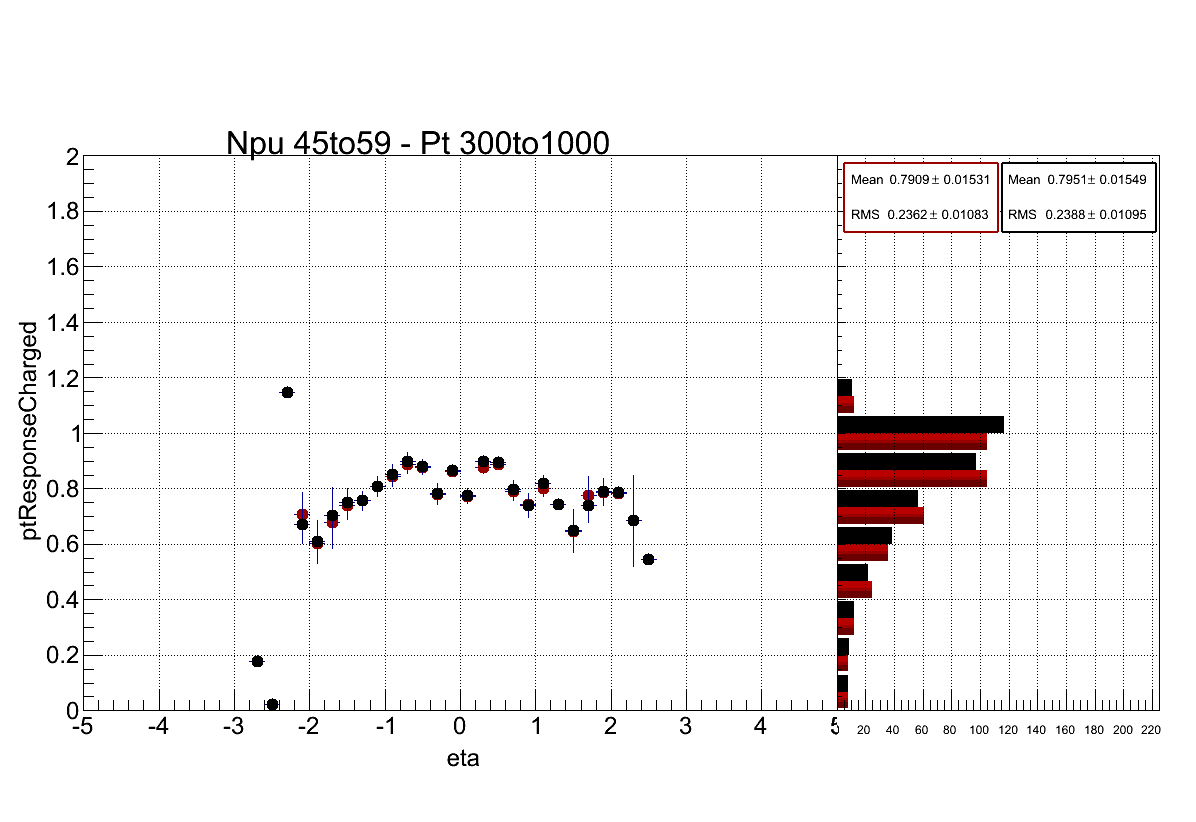 Npu 45to59 - Pt 300to1000
Mean 0.7909 ± 0.01531
RMS 0.2362 ± 0.01083
Mean 0.7951 ± 0.01549
RMS 0.2388 ± 0.01095
ptResponseCharged
2
1.8
1.6
1.4
1.2
1
0.8
0.6
0.4
0.2
0
-5 -4 -3 -2 -1 0 1 2 3 4
20 40 60 80 100 120 140 160 180 200 220
eta